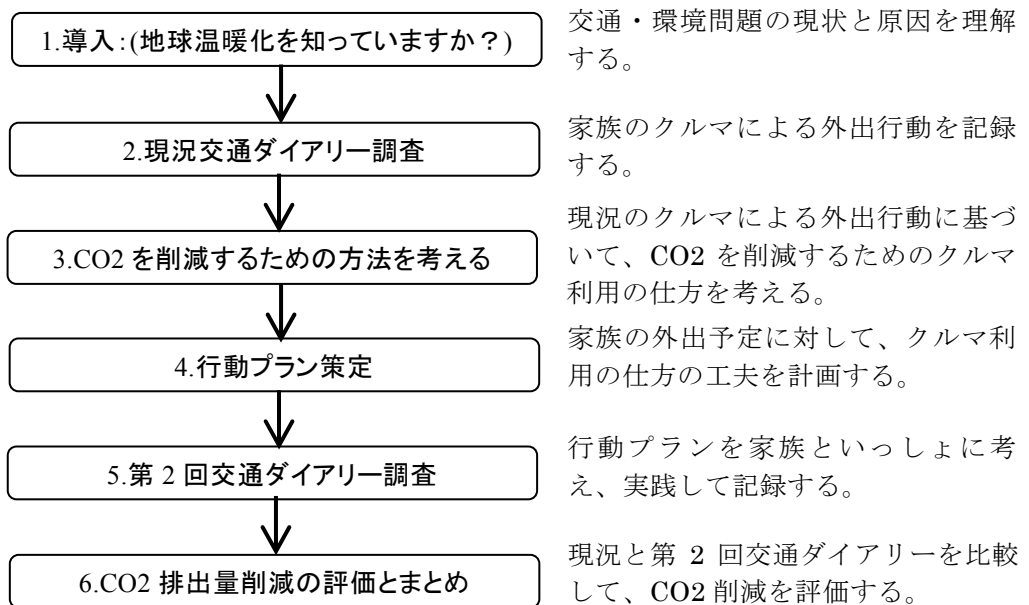 1.導入：(地球温暖化を知っていますか？)
交通・環境問題の現状と原因を理解
する。
2.現況交通ダイアリー調査
家族のクルマによる外出行動を記録
する。
3.CO2 を削減するための方法を考える
現況のクルマによる外出行動に基づ
いて、CO2 を削減するためのクルマ
利用の仕方を考える。
4.行動プラン策定
家族の外出予定に対して、クルマ利
用の仕方の工夫を計画する。
5.第 2 回交通ダイアリー調査
行動プランを家族といっしょに考
え、実践して記録する。
6.CO2 排出量削減の評価とまとめ
現況と第 2 回交通ダイアリーを比較
して、CO2 削減を評価する。